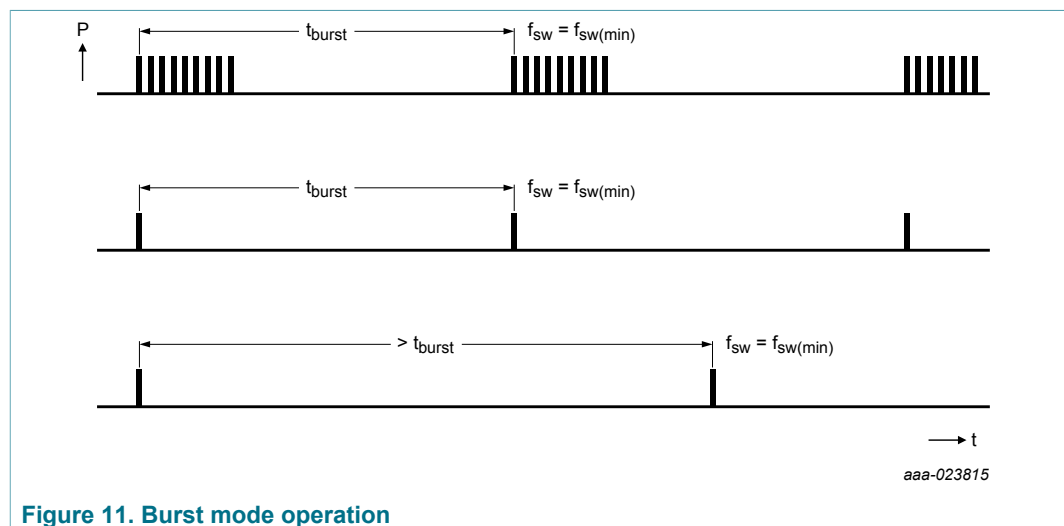 P
t_burst
f_sw = f_sw(min)
t_burst
f_sw = f_sw(min)
> t_burst
f_sw = f_sw(min)
t
aaa-023815
Figure 11. Burst mode operation